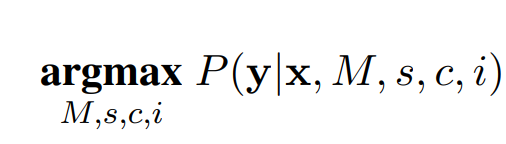 argmax P(y|x, M, s, c, i)
M,s,c,i